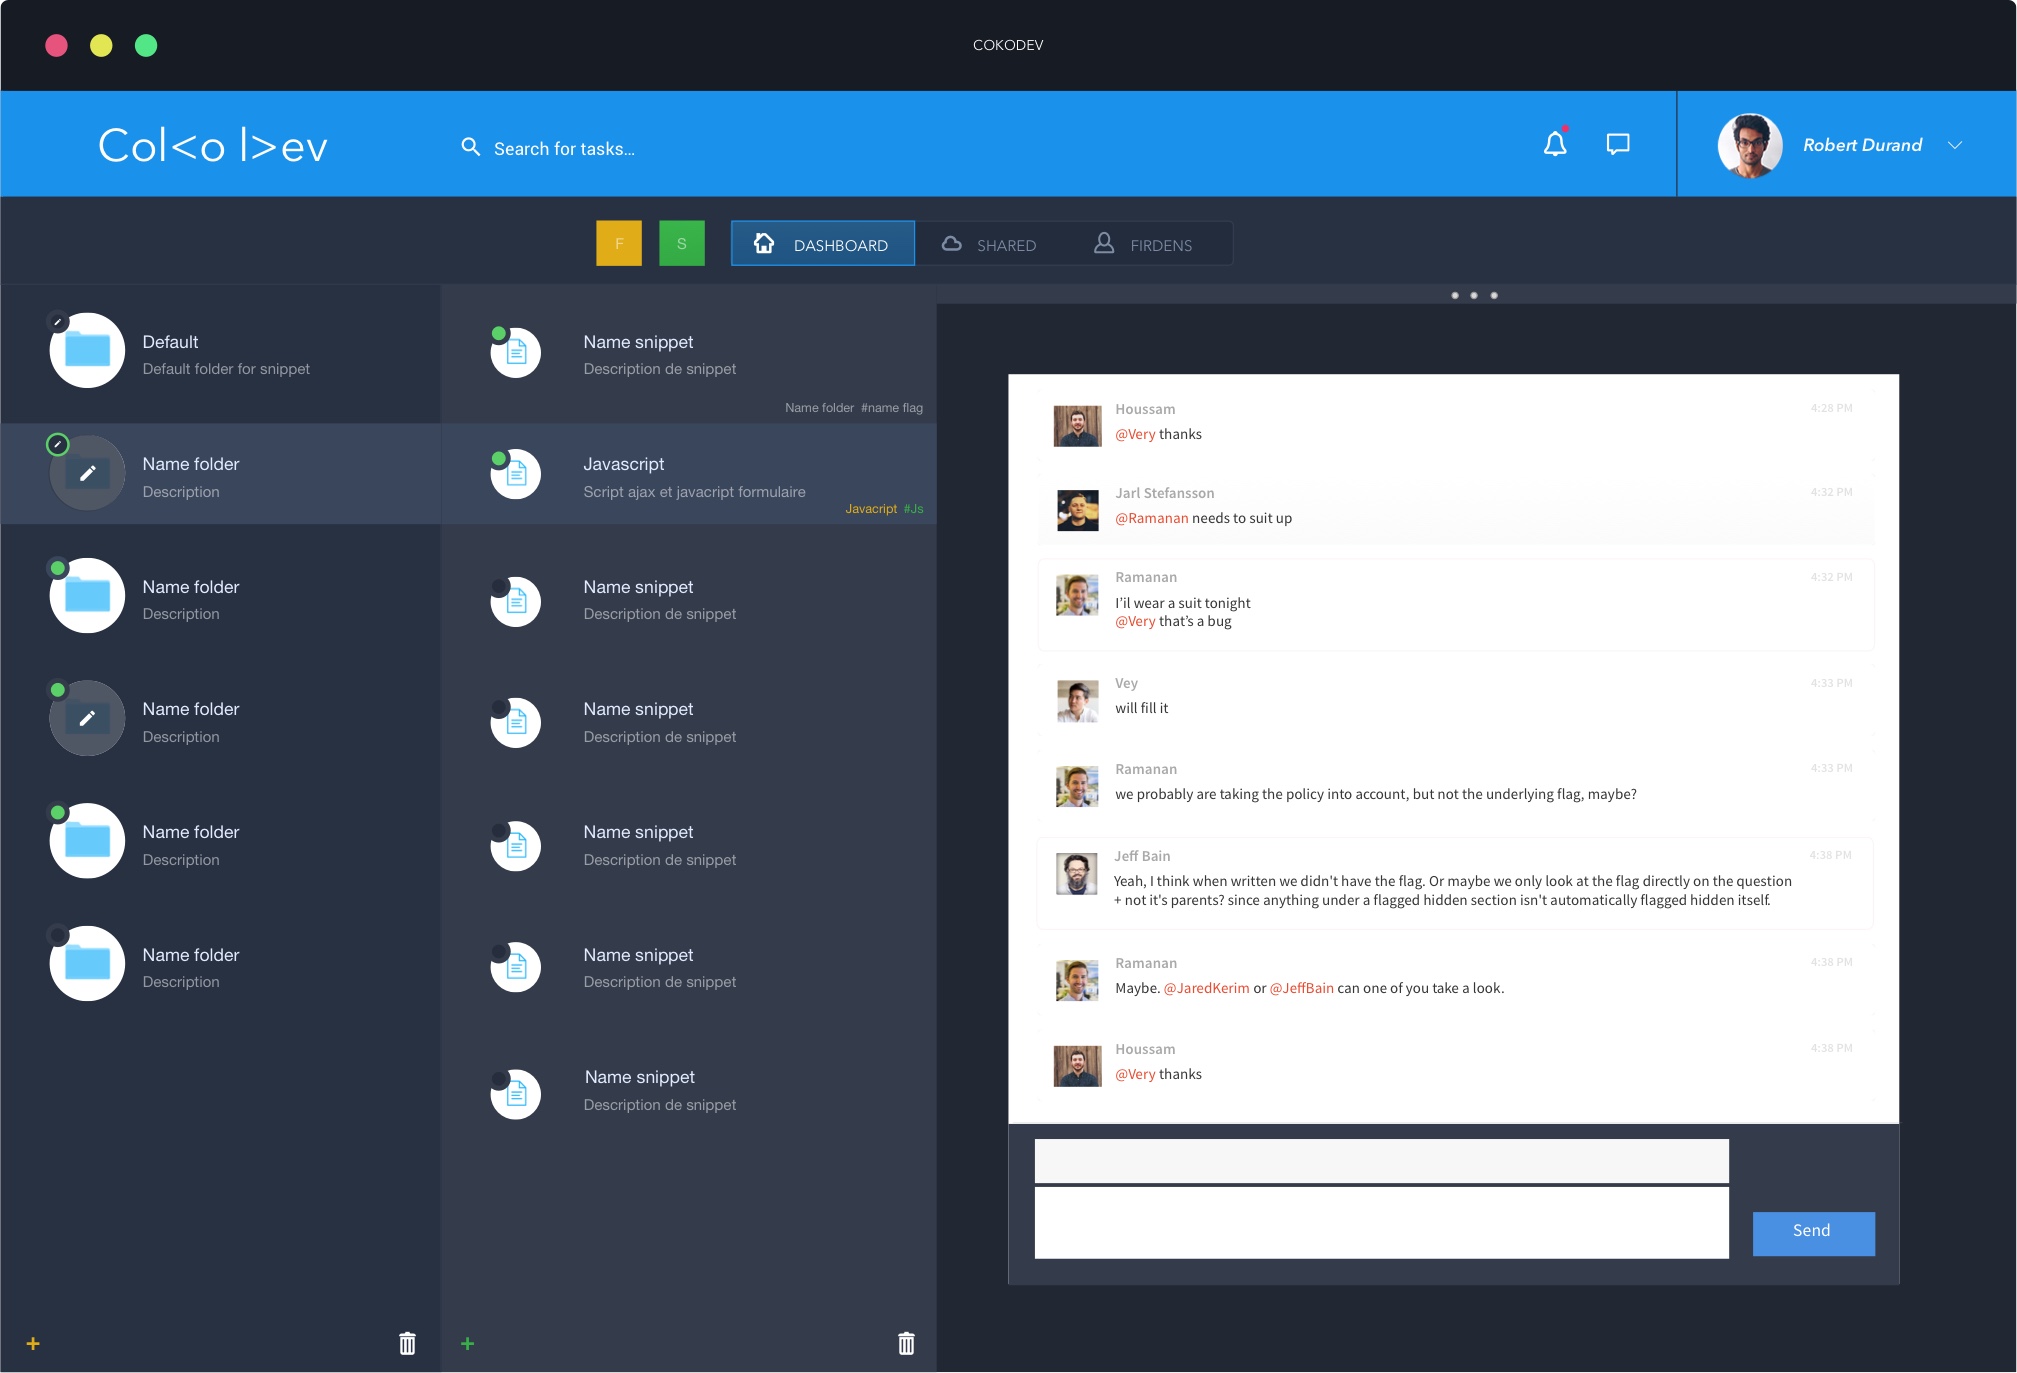 COKODEV
Col<o l>ev
Search for tasks...
Robert Durand
F
S
DASHBOARD
SHARED
FIRDENS
Default
Default folder for snippet
Name folder
Description
Name folder
Description
Name folder
Description
Name folder
Description
Name folder
Description
Name snippet
Description de snippet
Name folder #name flag
Javascript
Script ajax et javacript formulaire
Javacript #Js
Name snippet
Description de snippet
Name snippet
Description de snippet
Name snippet
Description de snippet
Name snippet
Description de snippet
Name snippet
Description de snippet
Houssam
4:28 PM
@Very thanks
Jarl Stefansson
4:32 PM
@Ramanan needs to suit up
Ramanan
4:32 PM
I'il wear a suit tonight
@Very that's a bug
Vey
4:33 PM
will fill it
Ramanan
4:33 PM
we probably are taking the policy into account, but not the underlying flag, maybe?
Jeff Bain
4:38 PM
Yeah, I think when written we didn't have the flag. Or maybe we only look at the flag directly on the question
+ not it's parents? since anything under a flagged hidden section isn't automatically flagged hidden itself.
Ramanan
4:38 PM
Maybe. @JaredKerim or @JeffBain can one of you take a look.
Houssam
4:38 PM
@Very thanks
Send
+
+